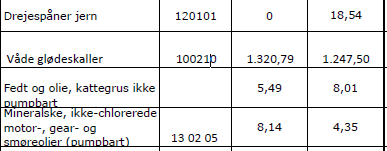 Drejespåner jern 120101 0 18,54
Våde glødeskaller 100210 1.320,79 1.247,50
Fedt og olie, kattegrus ikke
pumpbart 5,49 8,01
Mineralske, ikke-chlorerede
motor-, gear- og 8,14 4,35
smøreolier (pumpbart) 13 02 05